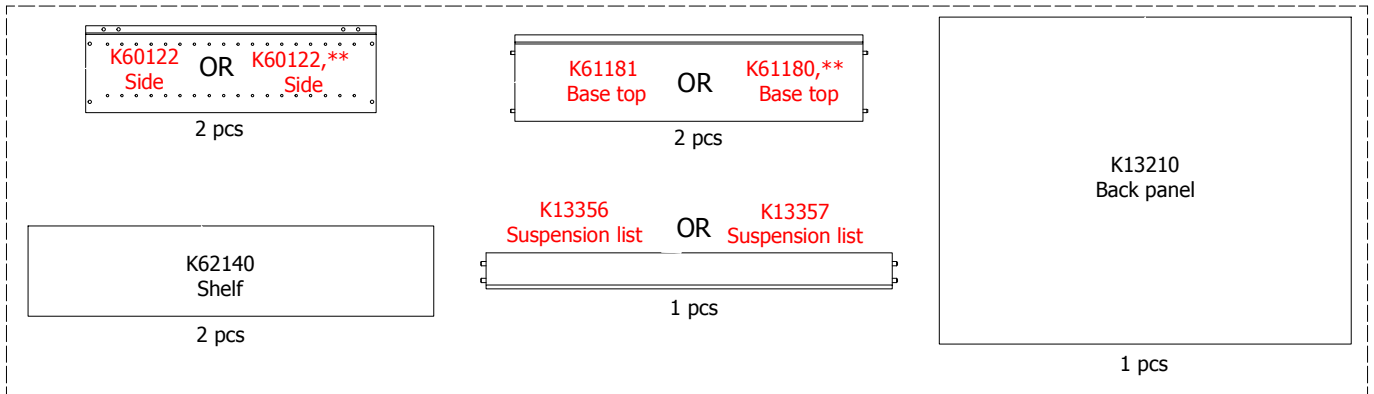 K60122
Side
OR
K60122,**
Side
2 pcs
K61181
Base top
OR
K61180,**
Base top
2 pcs
K13210
Back panel
1 pcs
K62140
Shelf
2 pcs
K13356
Suspension list
OR
K13357
Suspension list
1 pcs